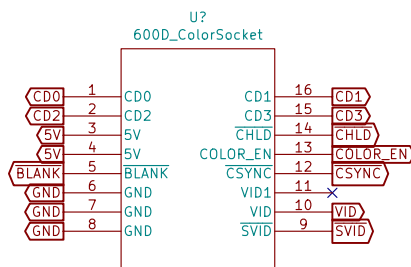 U?
600D_ColorSocket
CD0 1 CD0 CD1 16 CD1
CD2 2 CD2 CD3 15 CD3
5V 3 5V CHLD 14 CHLD
5V 4 5V COLOR_EN 13 COLOR_EN
BLANK 5 BLANK CSYNC 12 CSYNC
GND 6 GND VID1 11
GND 7 GND VID 10 VID
GND 8 GND SVID 9 SVID